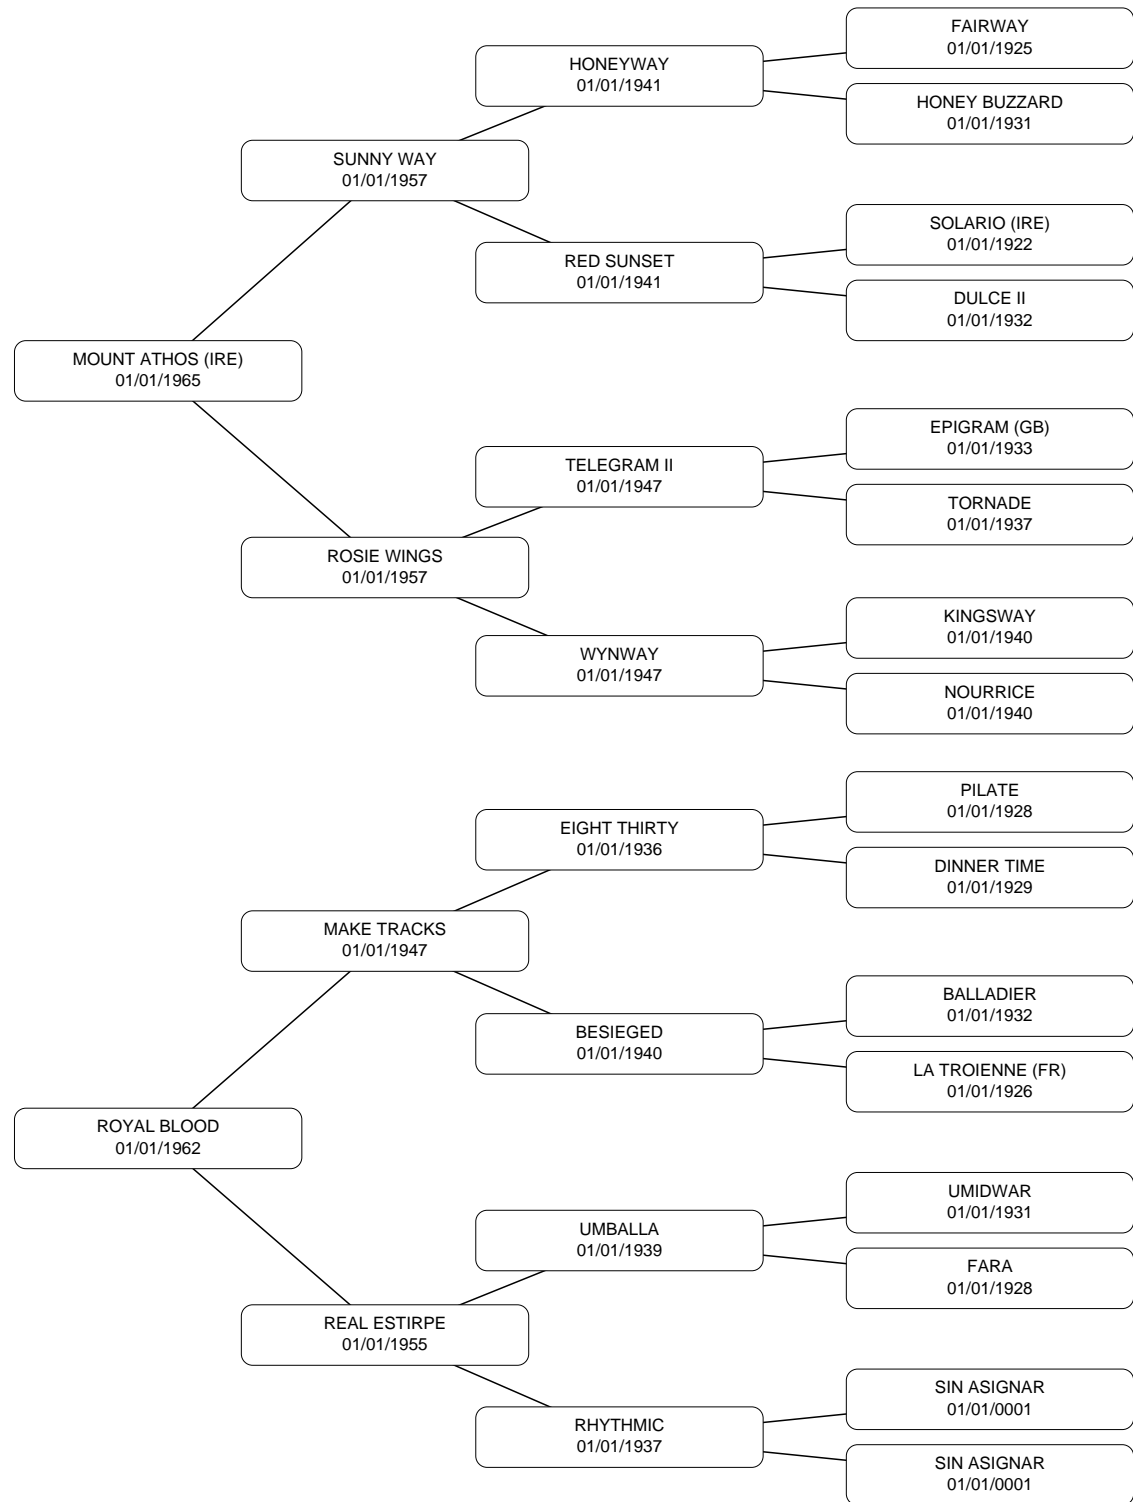 FAIRWAY
01/01/1925
HONEYWAY
01/01/1941
HONEY BUZZARD
01/01/1931
SUNNY WAY
01/01/1957
SOLARIO (IRE)
01/01/1922
RED SUNSET
01/01/1941
DULCE II
01/01/1932
MOUNT ATHOS (IRE)
01/01/1965
EPIGRAM (GB)
01/01/1933
TELEGRAM II
01/01/1947
TORNADE
01/01/1937
ROSIE WINGS
01/01/1957
KINGSWAY
01/01/1940
WYNWAY
01/01/1947
NOURRICE
01/01/1940
PILATE
01/01/1928
EIGHT THIRTY
01/01/1936
DINNER TIME
01/01/1929
MAKE TRACKS
01/01/1947
BALLADIER
01/01/1932
BESIEGED
01/01/1940
LA TROIENNE (FR)
01/01/1926
ROYAL BLOOD
01/01/1962
UMIDWAR
01/01/1931
UMBALLA
01/01/1939
FARA
01/01/1928
REAL ESTIRPE
01/01/1955
SIN ASIGNAR
01/01/0001
RHYTHMIC
01/01/1937
SIN ASIGNAR
01/01/0001